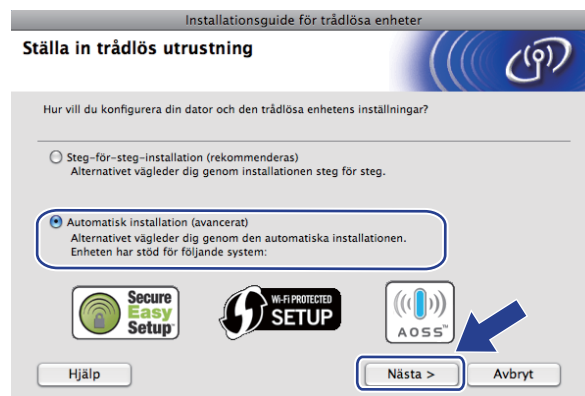 Installationsguide för trådlösa enheter
Ställa in trådlös utrustning
Hur vill du konfigurera din dator och den trådlösa enhetens inställningar?
Steg-för-steg-installation (rekommenderas)
Alternativet vägleder dig genom installationen steg för steg.
Automatisk installation (avancerat)
Alternativet vägleder dig genom den automatiska installationen.
Enheten har stöd för följande system:
Secure
Easy
Setup™
Wi-Fi PROTECTED
SETUP
AOSS™
Hjälp
Nästa >
Avbryt